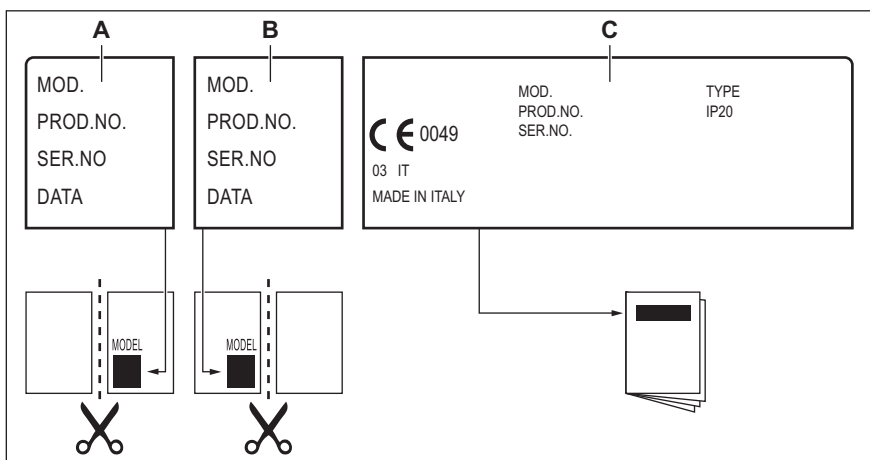 A
B
C
MOD.
PROD.NO.
SER.NO
DATA
MOD.
PROD.NO.
SER.NO
DATA
MOD.
PROD.NO.
SER.NO.
TYPE
IP20
CE 0049
03 IT
MADE IN ITALY
MODEL
MODEL